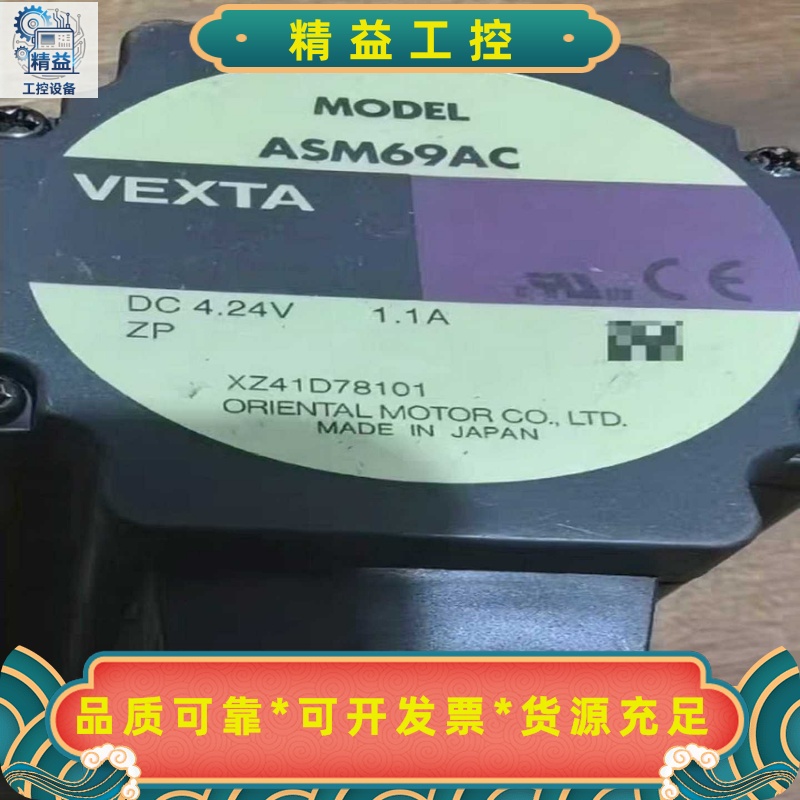 精益工控
精益
工控设备
MODEL
ASM69AC
VEXTA
CE
DC 4.24V 1.1A
ZP
XZ41D78101
ORIENTAL MOTOR CO., LTD.
MADE IN JAPAN
品质可靠*可开发票*货源充足